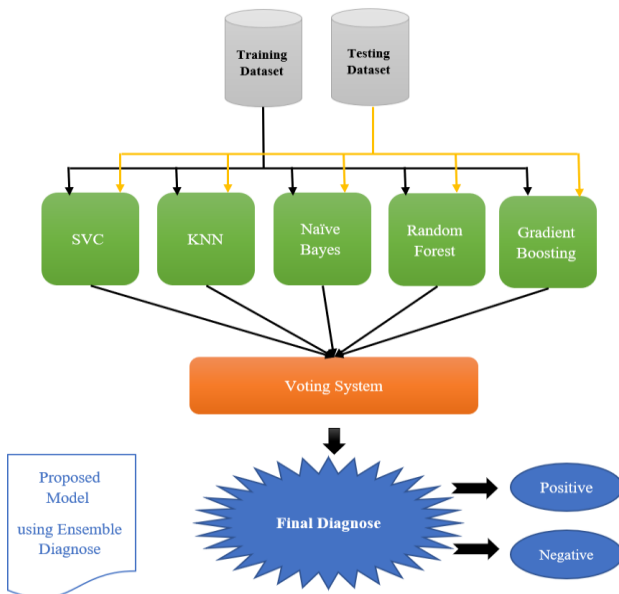 Training
Dataset
Testing
Dataset
SVC
KNN
Naïve
Bayes
Random
Forest
Gradient
Boosting
Voting System
Proposed
Model
using Ensemble
Diagnose
Final Diagnose
Positive
Negative